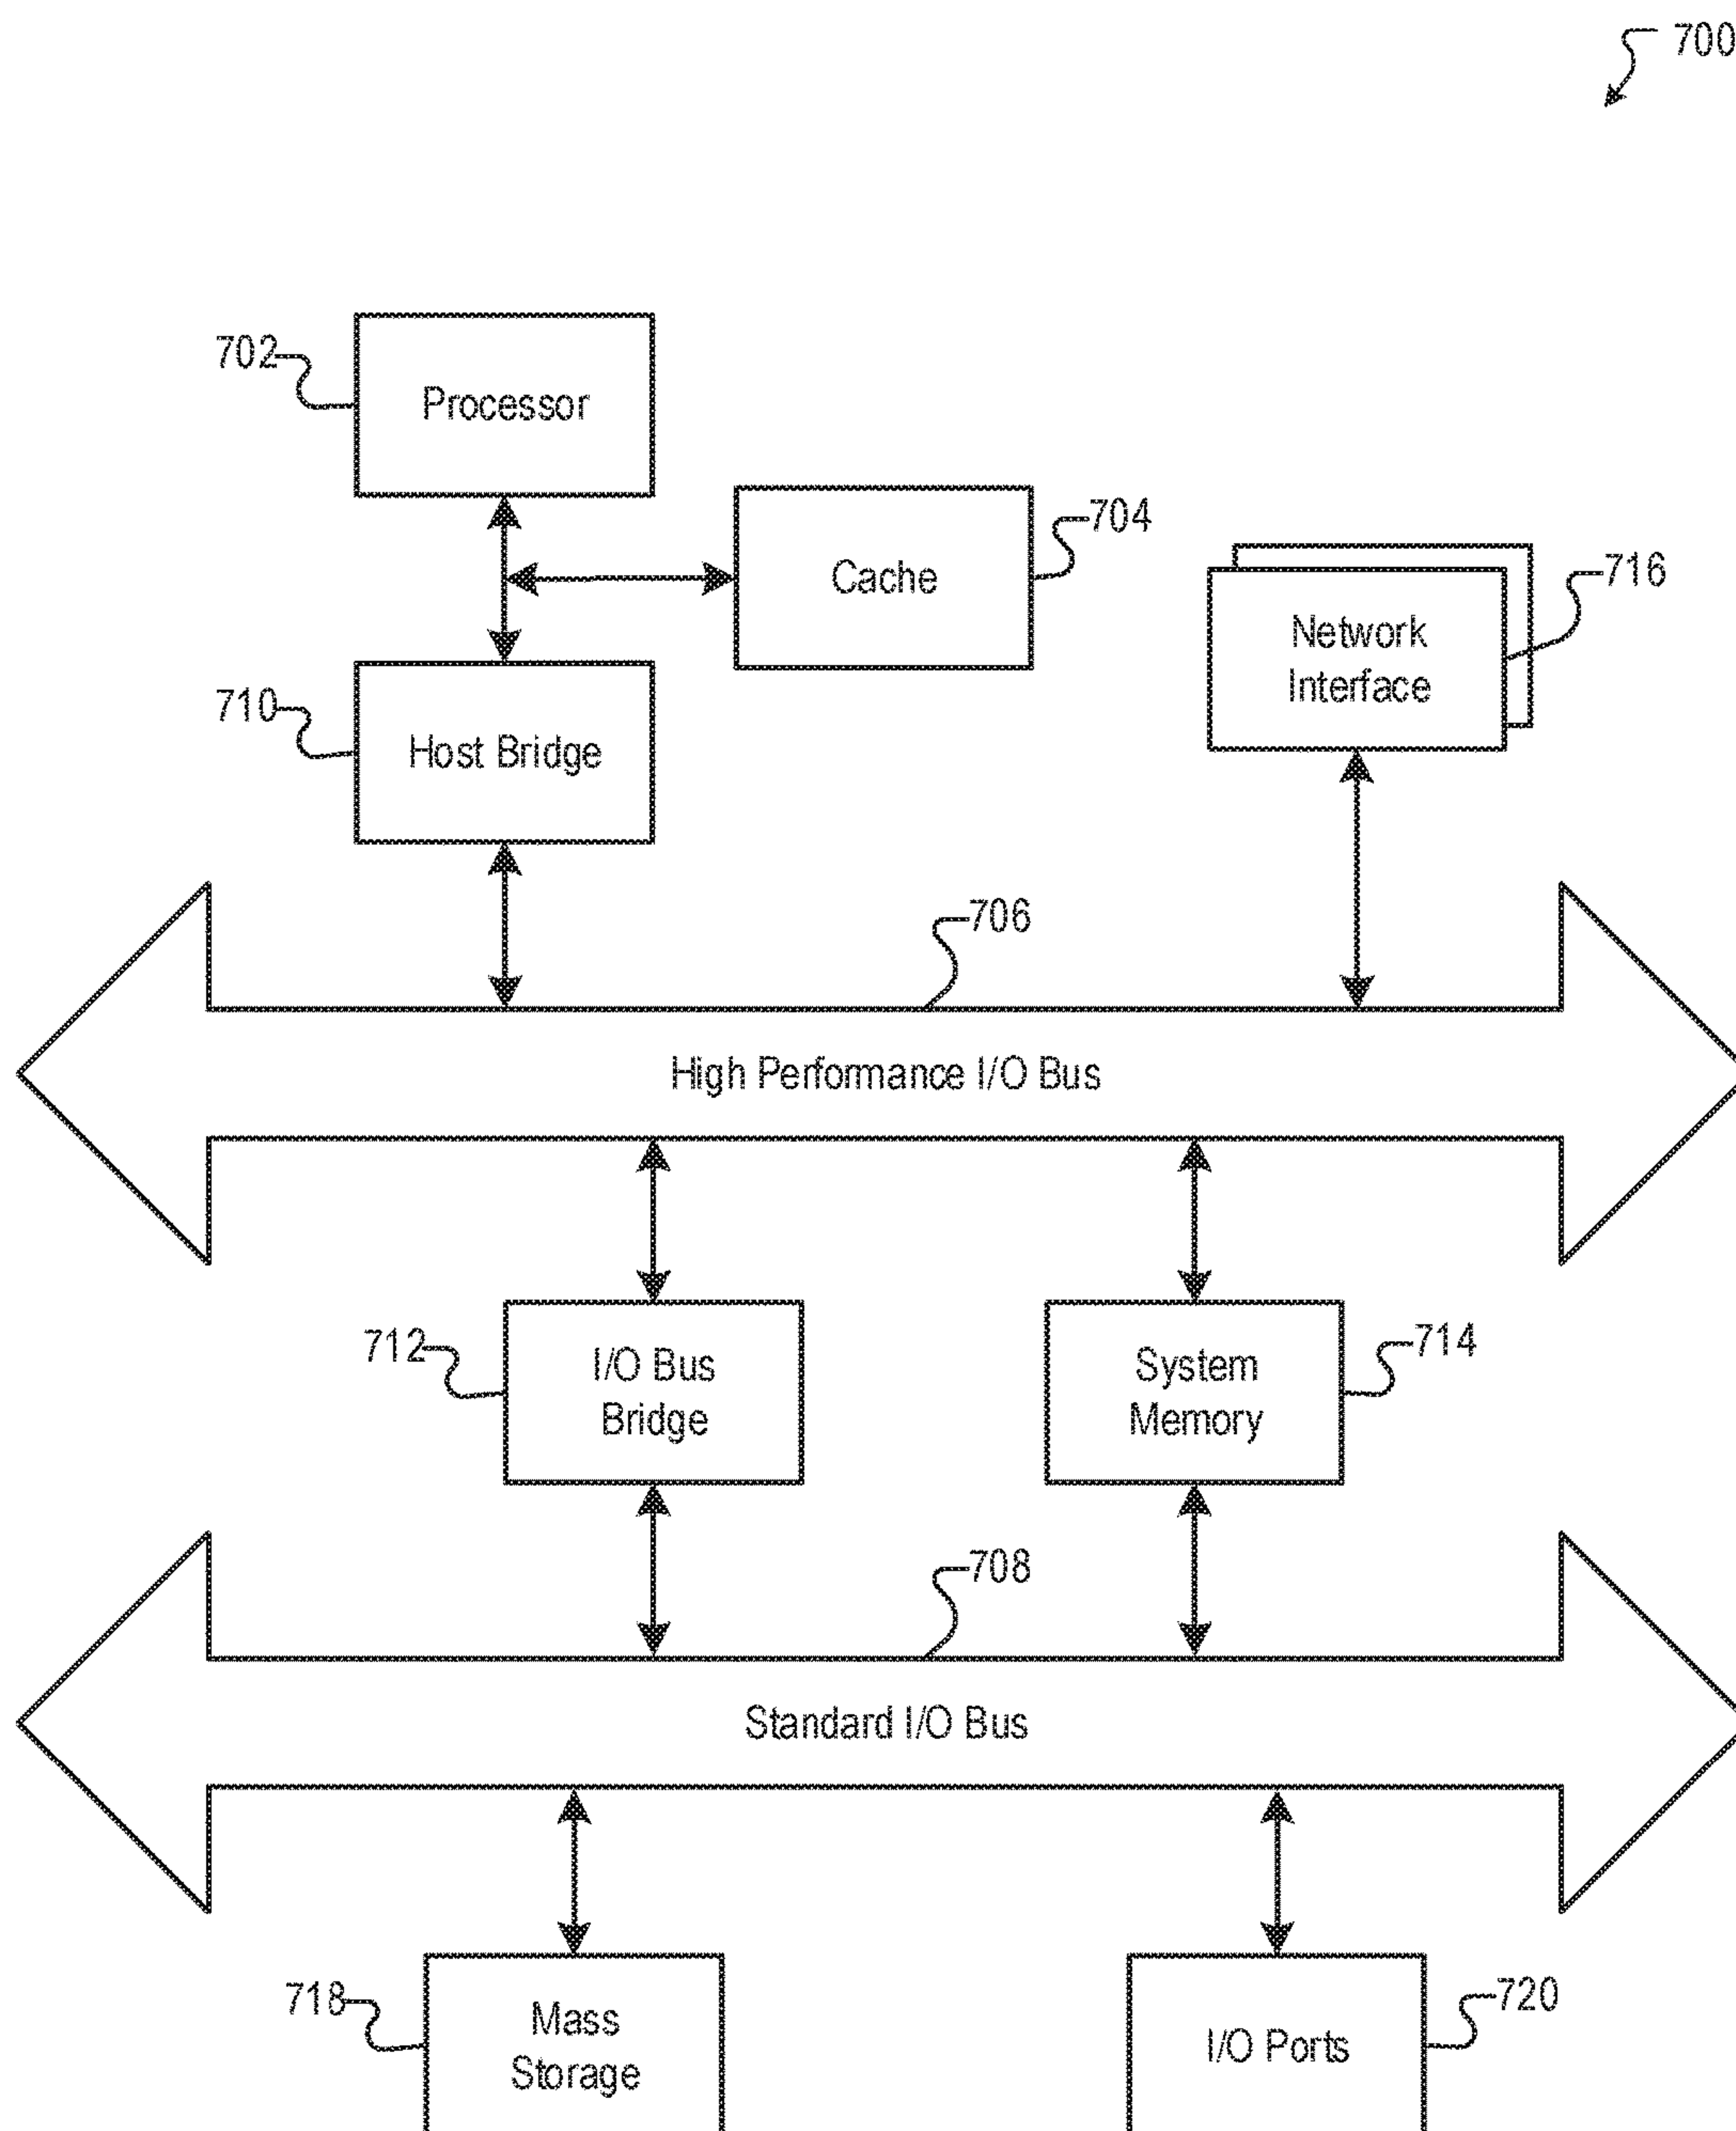 700
702
Processor
704
Cache
716
Network
Interface
710
Host Bridge
706
High Performance I/O Bus
712
I/O Bus
Bridge
714
System
Memory
708
Standard I/O Bus
718
Mass
Storage
720
I/O Ports